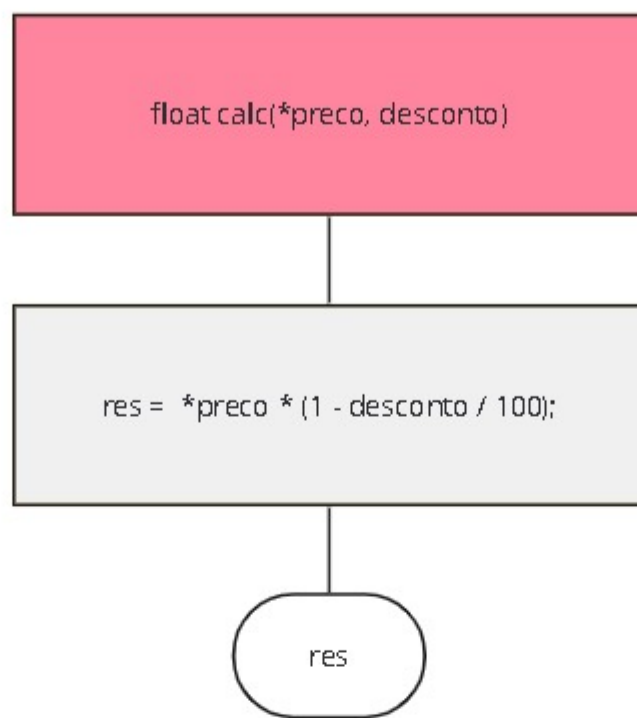 float calc(*preco, desconto)
res =  *preco * (1 - desconto / 100);
res